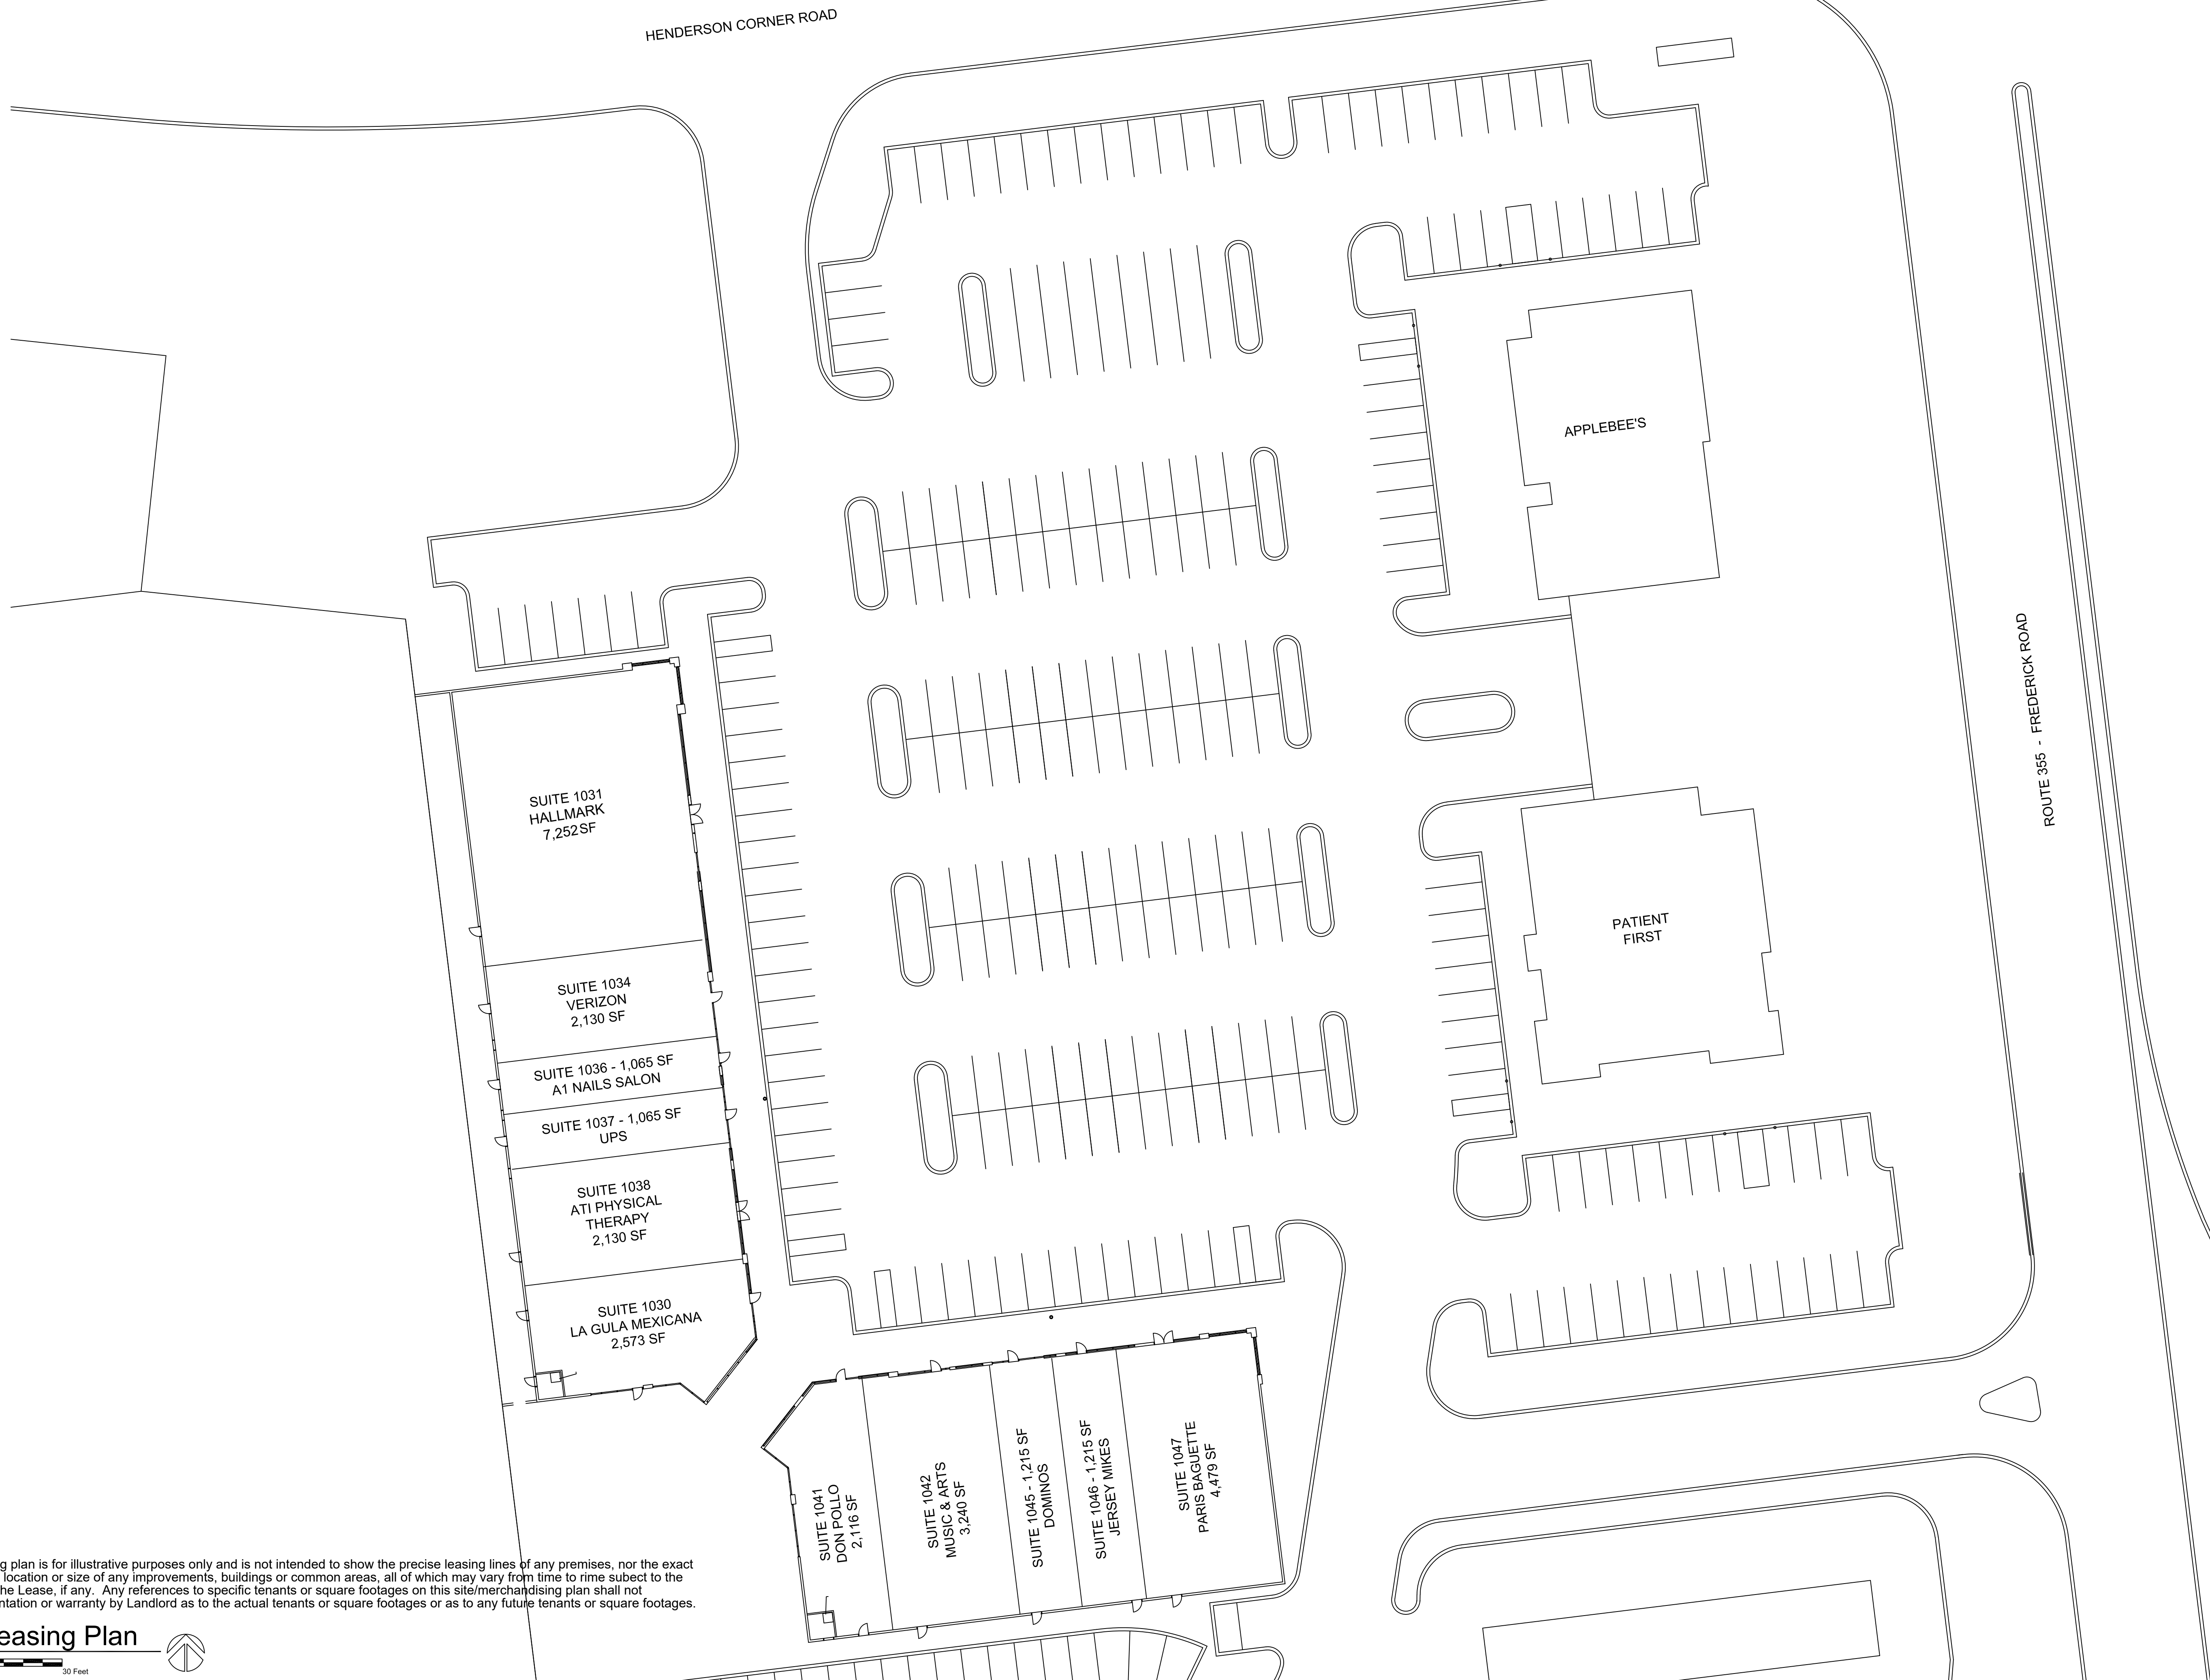 HENDERSON CORNER ROAD
APPLEBEE'S
ROUTE 355 - FREDERICK ROAD
SUITE 1031
HALLMARK
7,252 SF
PATIENT
FIRST
SUITE 1034
VERIZON
2,130 SF
SUITE 1036 - 1,065 SF
A1 NAILS SALON
SUITE 1037 - 1,065 SF
UPS
SUITE 1038
ATI PHYSICAL
THERAPY
2,130 SF
SUITE 1030
LA GULA MEXICANA
2,573 SF
SUITE 1041
DON POLLO
2,116 SF
SUITE 1042
MUSIC & ARTS
3,240 SF
SUITE 1045 - 1,215 SF
DOMINOS
SUITE 1046 - 1,215 SF
JERSEY MIKES
SUITE 1047
PARIS BAGUETTE
4,479 SF
g plan is for illustrative purposes only and is not intended to show the precise leasing lines of any premises, nor the exact
location or size of any improvements, buildings or common areas, all of which may vary from time to rime subect to the
he Lease, if any. Any references to specific tenants or square footages on this site/merchandising plan shall not
ntation or warranty by Landlord as to the actual tenants or square footages or as to any future tenants or square footages.
easing Plan
30 Feet